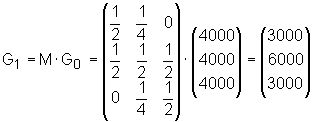 G₁ = M · G₀ = (1/2 1/4 0; 1/2 1/2 1/2; 0 1/4 1/2) · (4000; 4000; 4000) = (3000; 6000; 3000)